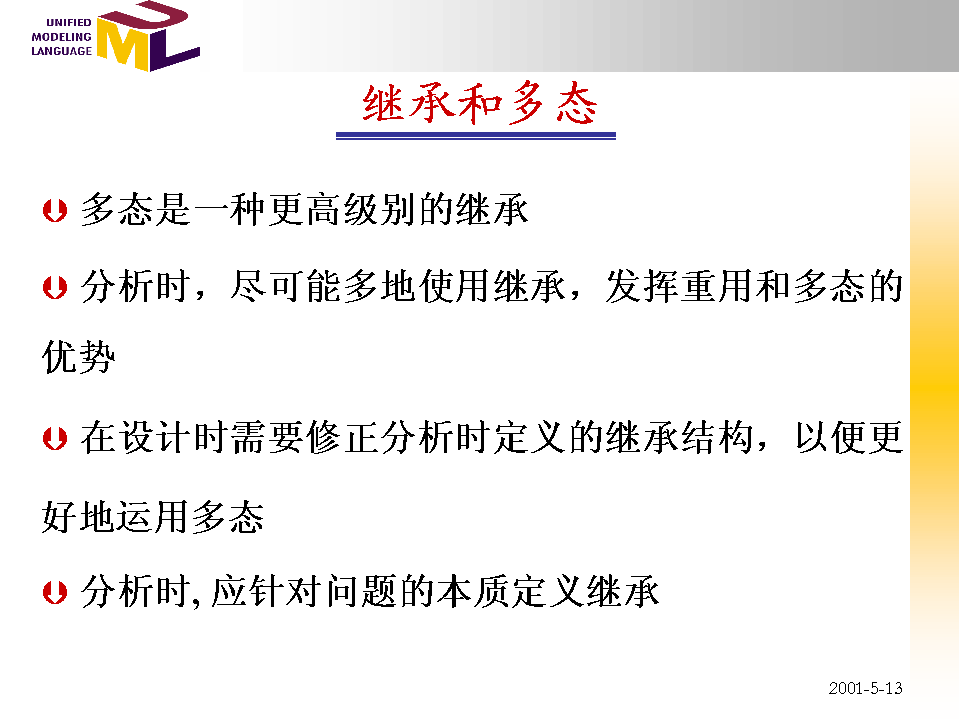 UNIFIED
MODELING
LANGUAGE
UML
继承和多态
多态是一种更高级别的继承
分析时，尽可能多地使用继承，发挥重用和多态的
优势
在设计时需要修正分析时定义的继承结构，以便更
好地运用多态
分析时, 应针对问题的本质定义继承
2001-5-13